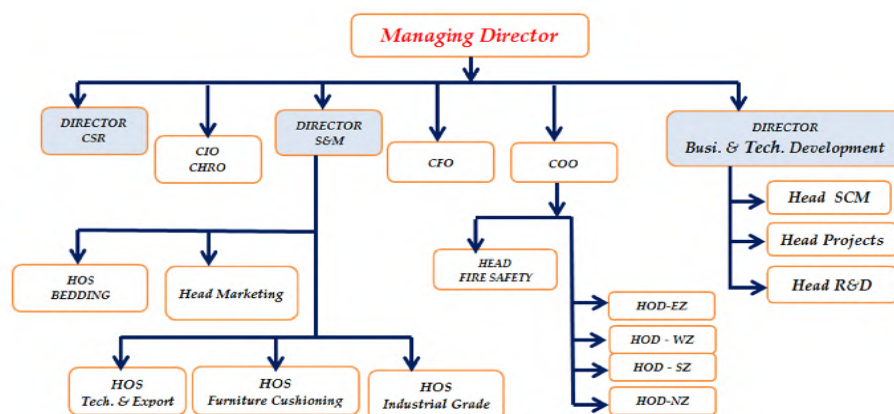 Managing Director
DIRECTOR
CSR
CIO
CHRO
DIRECTOR
S&M
CFO
COO
DIRECTOR
Busi. & Tech. Development
Head SCM
Head Projects
Head R&D
HOS
BEDDING
Head Marketing
HEAD
FIRE SAFETY
HOD-EZ
HOD - WZ
HOD - SZ
HOD-NZ
HOS
Tech. & Export
HOS
Furniture Cushioning
HOS
Industrial Grade